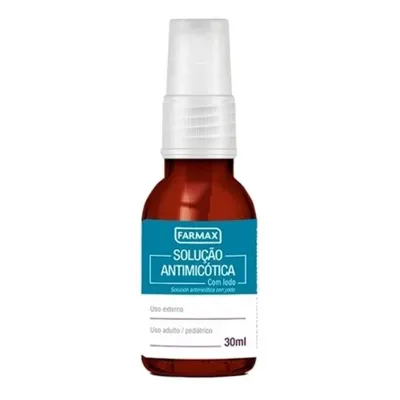 FARMAX
SOLUÇÃO
ANTIMICÓTICA
Com Iodo
Solución antimicótica con yodo
Uso externo
Uso adulto / pediátrico
30ml